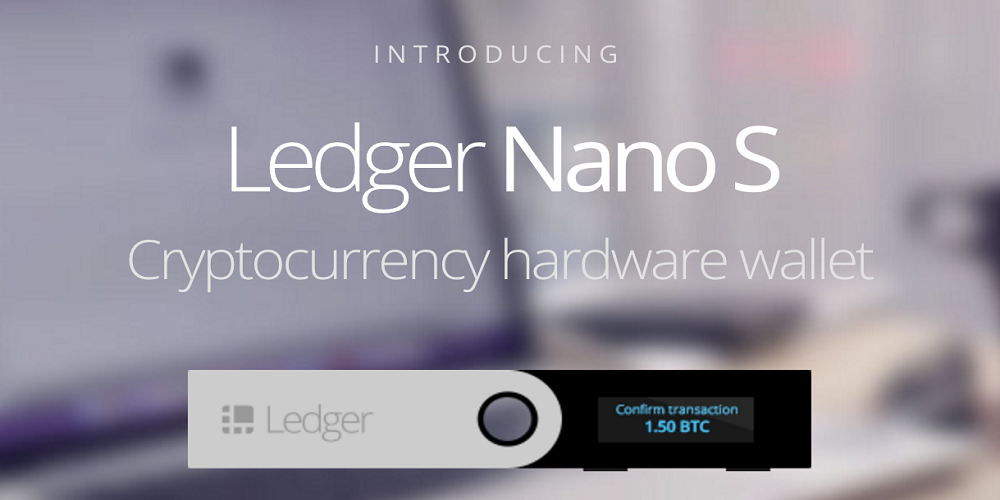 INTRODUCING
Ledger Nano S
Cryptocurrency hardware wallet
Ledger
Confirm transaction
1.50 BTC